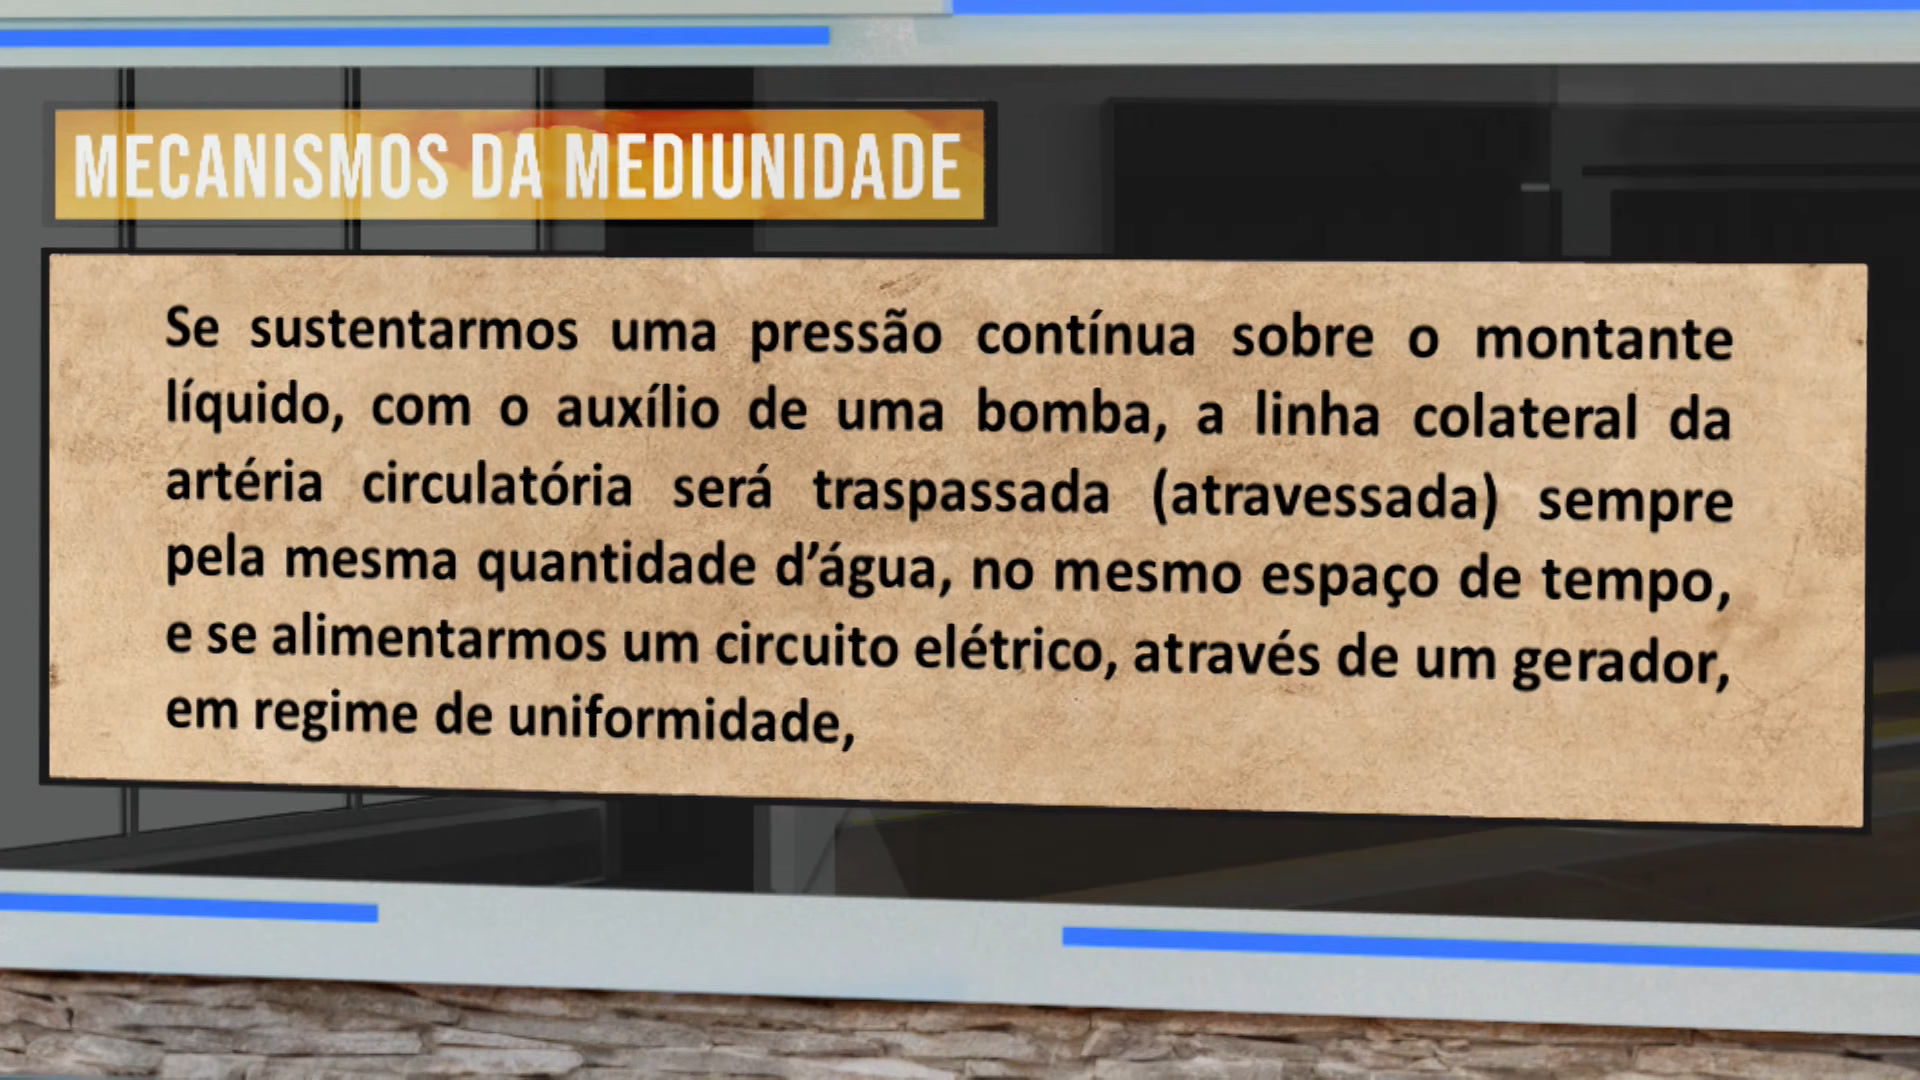 MECANISMOS DA MEDIUNIDADE
Se sustentarmos uma pressão contínua sobre o montante
líquido, com o auxílio de uma bomba, a linha colateral da
artéria circulatória será traspassada (atravessada) sempre
pela mesma quantidade d’água, no mesmo espaço de tempo,
e se alimentarmos um circuito elétrico, através de um gerador,
em regime de uniformidade,